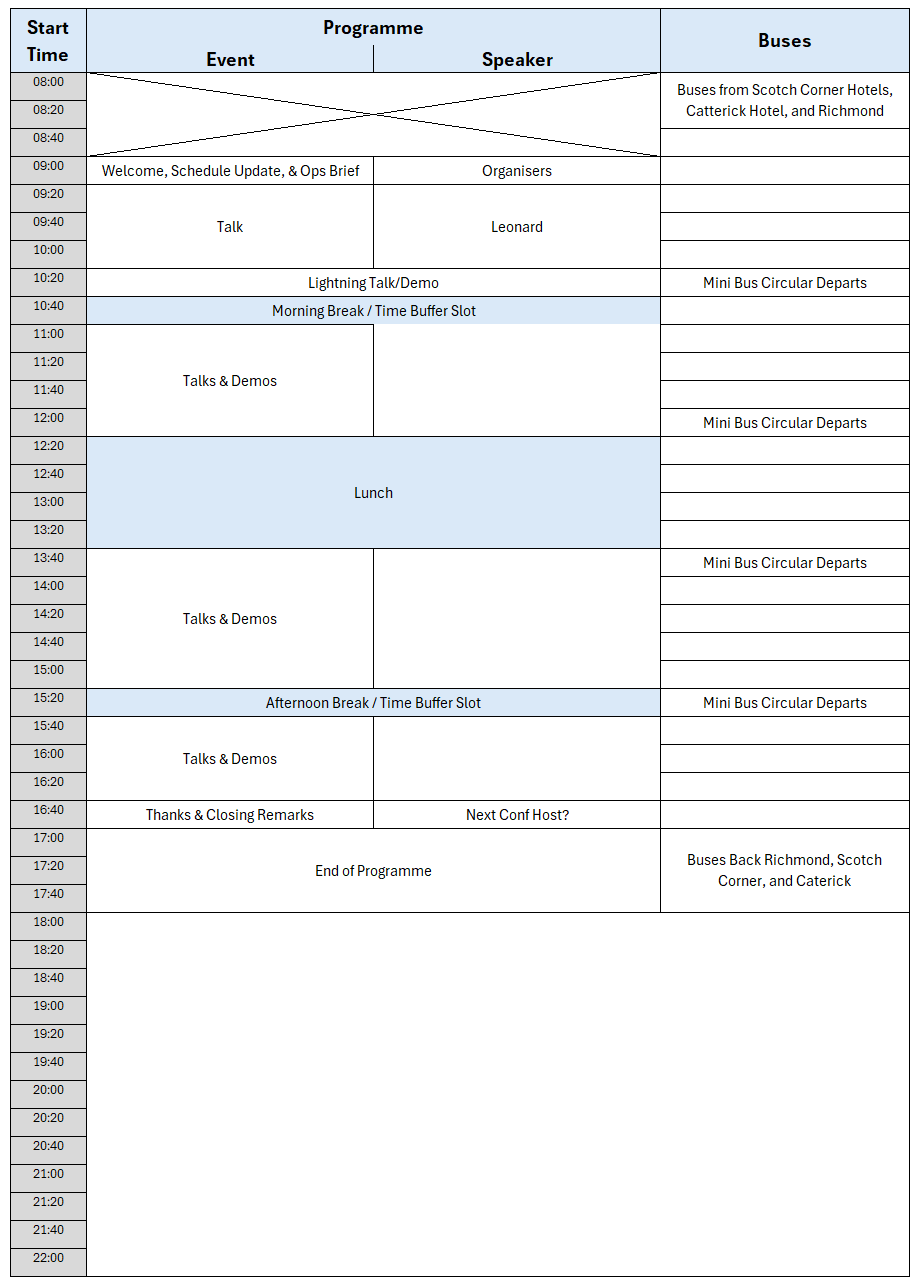 Start Time
Programme
Buses
Event
Speaker
08:00
Buses from Scotch Corner Hotels,
Catterick Hotel, and Richmond
08:20
08:40
09:00
Welcome, Schedule Update, & Ops Brief
Organisers
09:20
09:40
Talk
Leonard
10:00
10:20
Lightning Talk/Demo
Mini Bus Circular Departs
10:40
Morning Break / Time Buffer Slot
11:00
11:20
Talks & Demos
11:40
12:00
Mini Bus Circular Departs
12:20
12:40
Lunch
13:00
13:20
13:40
Mini Bus Circular Departs
14:00
14:20
Talks & Demos
14:40
15:00
15:20
Afternoon Break / Time Buffer Slot
Mini Bus Circular Departs
15:40
16:00
Talks & Demos
16:20
16:40
Thanks & Closing Remarks
Next Conf Host?
17:00
17:20
End of Programme
Buses Back Richmond, Scotch
Corner, and Caterick
17:40
18:00
18:20
18:40
19:00
19:20
19:40
20:00
20:20
20:40
21:00
21:20
21:40
22:00